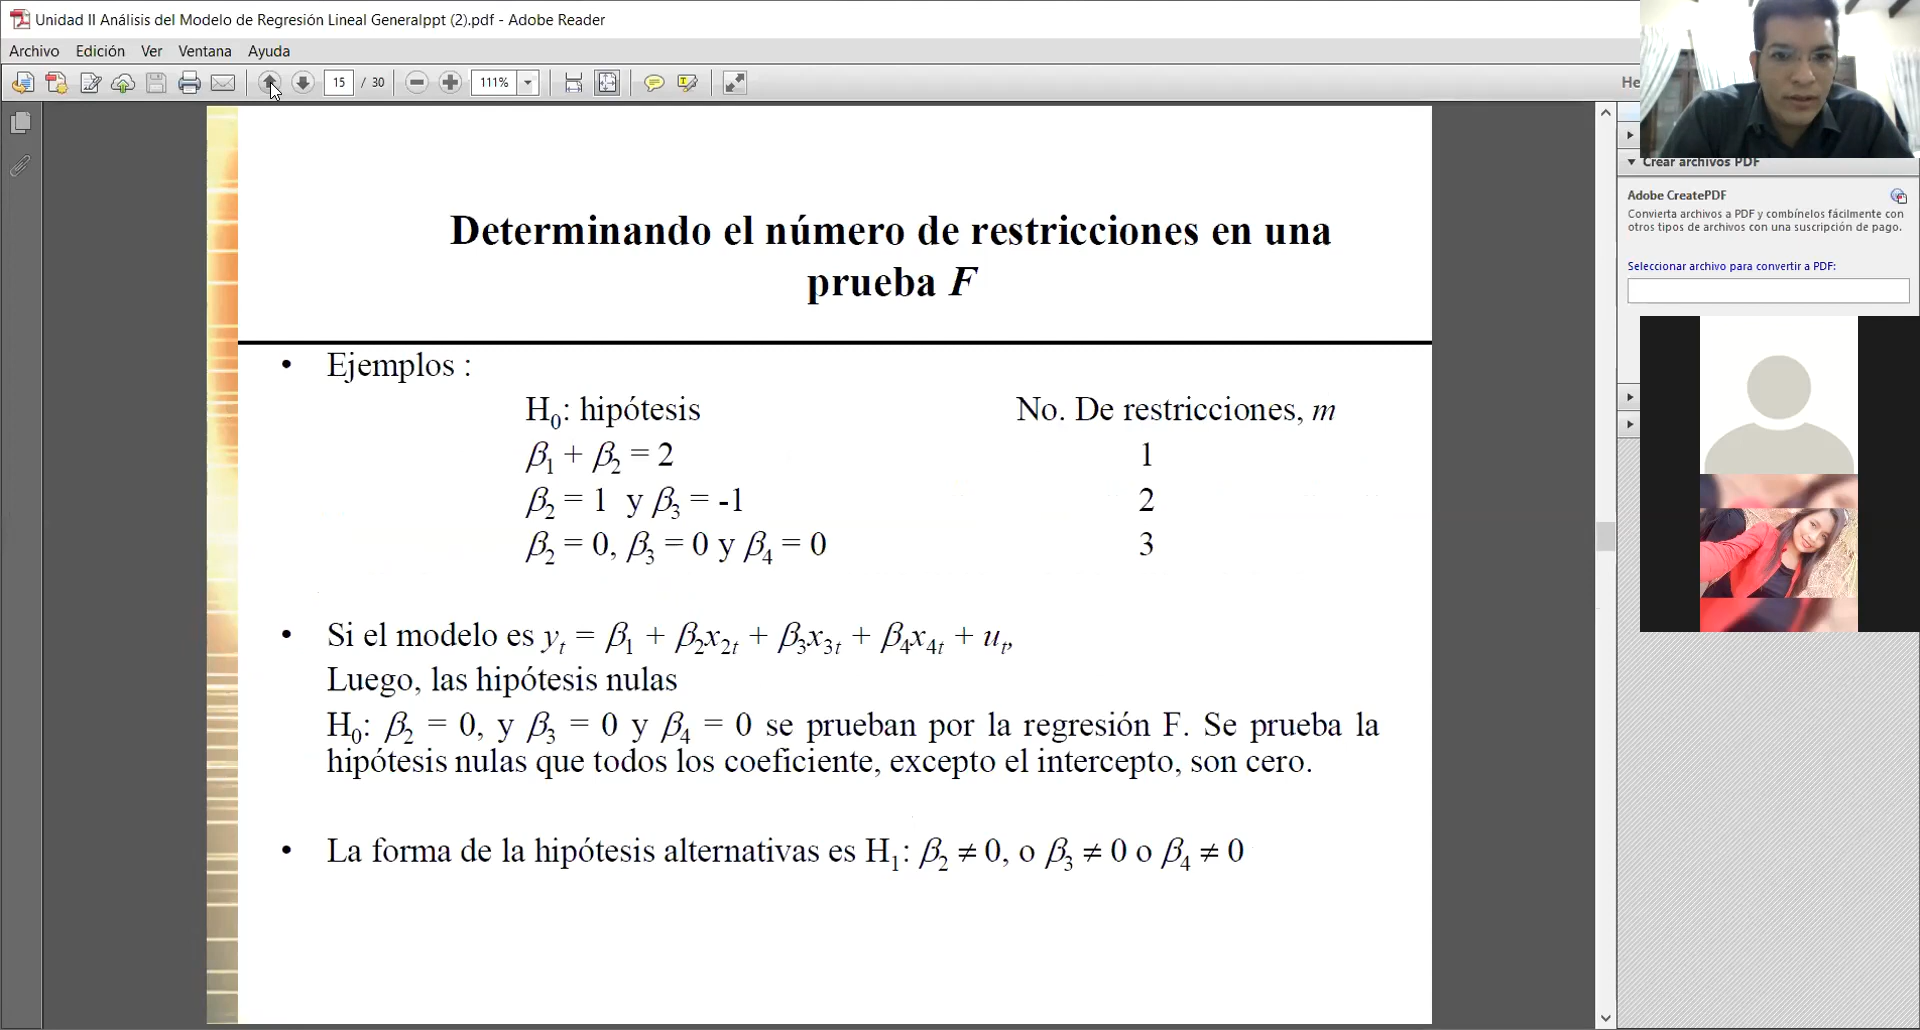 Unidad II Análisis del Modelo de Regresión Lineal Generalppt (2).pdf - Adobe Reader
Archivo Edición Ver Ventana Ayuda
15 / 30 111% He
Crear archivos PDF
Adobe CreatePDF
Convierta archivos a PDF y combínelos fácilmente con
otros tipos de archivos con una suscripción de pago.
Seleccionar archivo para convertir a PDF:
Determinando el número de restricciones en una
prueba F
• Ejemplos :
H₀: hipótesis No. De restricciones, m
β₁ + β₂ = 2 1
β₂ = 1 y β₃ = -1 2
β₂ = 0, β₃ = 0 y β₄ = 0 3
• Si el modelo es yₜ = β₁ + β₂x₂ₜ + β₃x₃ₜ + β₄x₄ₜ + uₜ,
Luego, las hipótesis nulas
H₀: β₂ = 0, y β₃ = 0 y β₄ = 0 se prueban por la regresión F. Se prueba la
hipótesis nulas que todos los coeficiente, excepto el intercepto, son cero.
• La forma de la hipótesis alternativas es H₁: β₂ ≠ 0, o β₃ ≠ 0 o β₄ ≠ 0